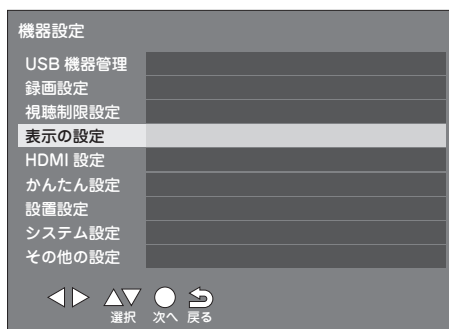 機器設定
USB 機器管理
録画設定
視聴制限設定
表示の設定
HDMI 設定
かんたん設定
設置設定
システム設定
その他の設定
選択 次へ 戻る